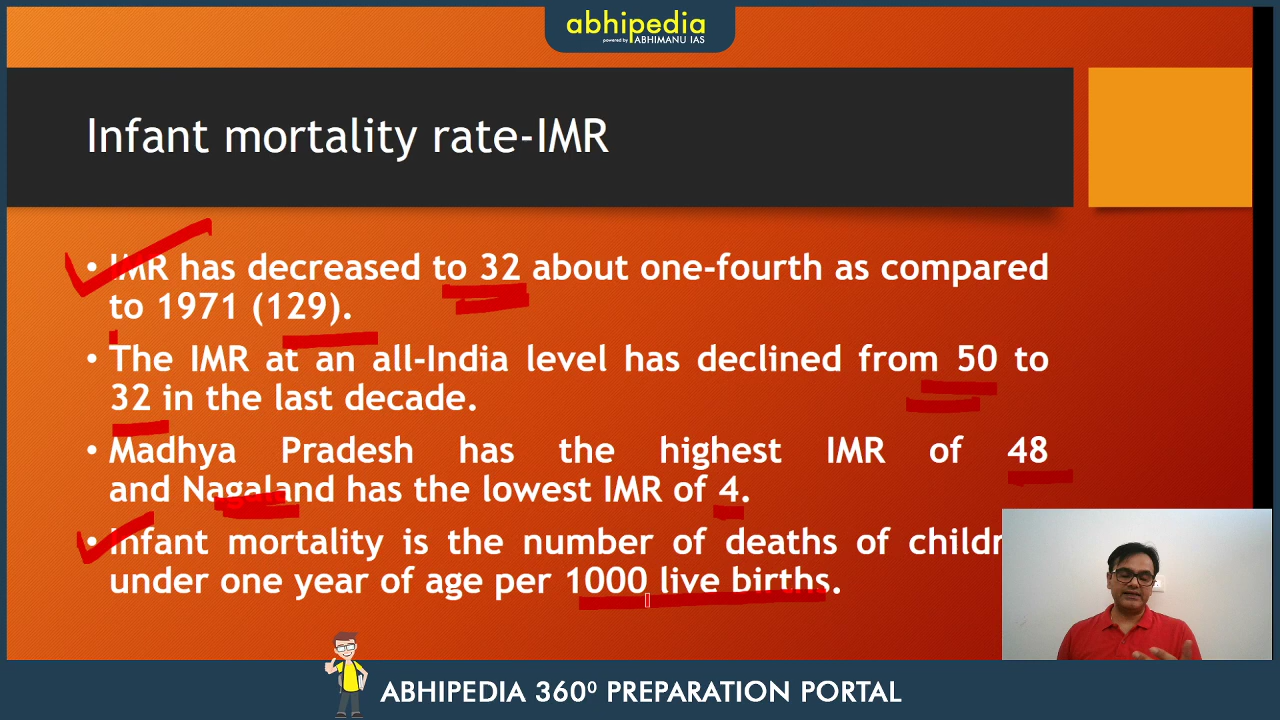 abhipedia
powered by ABHIMANU IAS
Infant mortality rate-IMR
• IMR has decreased to 32 about one-fourth as compared
to 1971 (129).
• The IMR at an all-India level has declined from 50 to
32 in the last decade.
• Madhya Pradesh has the highest IMR of 48
and Nagaland has the lowest IMR of 4.
• Infant mortality is the number of deaths of childr
under one year of age per 1000 live births.
ABHIPEDIA 360⁰ PREPARATION PORTAL